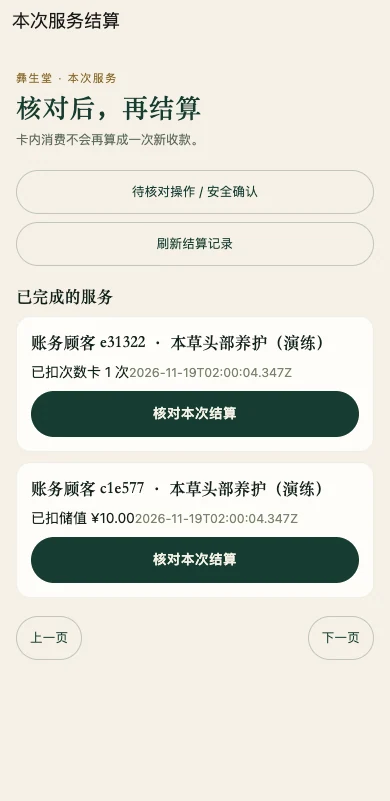 本次服务结算
彝生堂 · 本次服务
核对后，再结算
卡内消费不会再算成一次新收款。
待核对操作 / 安全确认
刷新结算记录
已完成的服务
账务顾客 e31322 · 本草头部养护（演练）
已扣次数卡 1 次2026-11-19T02:00:04.347Z
核对本次结算
账务顾客 c1e577 · 本草头部养护（演练）
已扣储值 ¥10.002026-11-19T02:00:04.347Z
核对本次结算
上一页
下一页